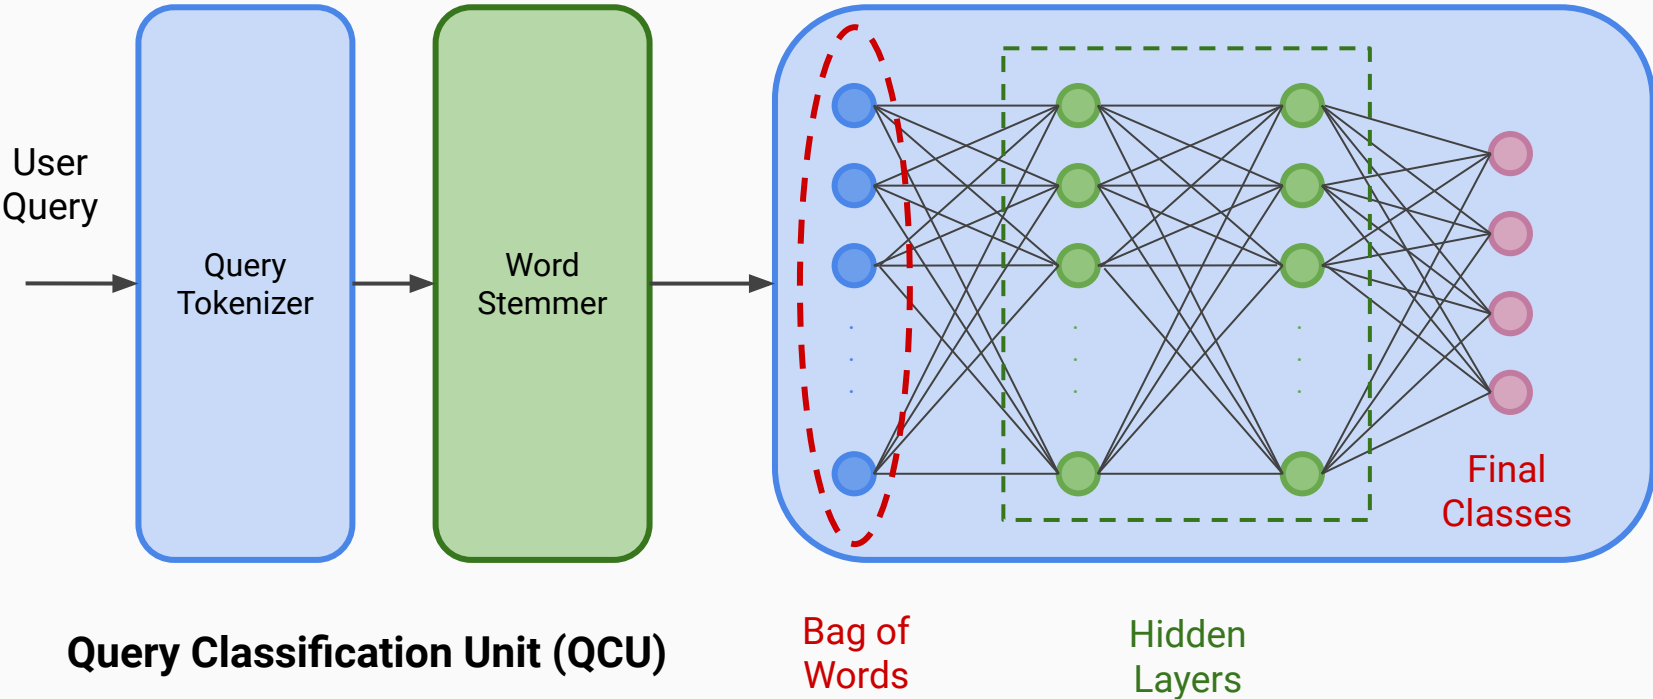 User
Query
Query
Tokenizer
Word
Stemmer
Final
Classes
Query Classification Unit (QCU)
Bag of
Words
Hidden
Layers